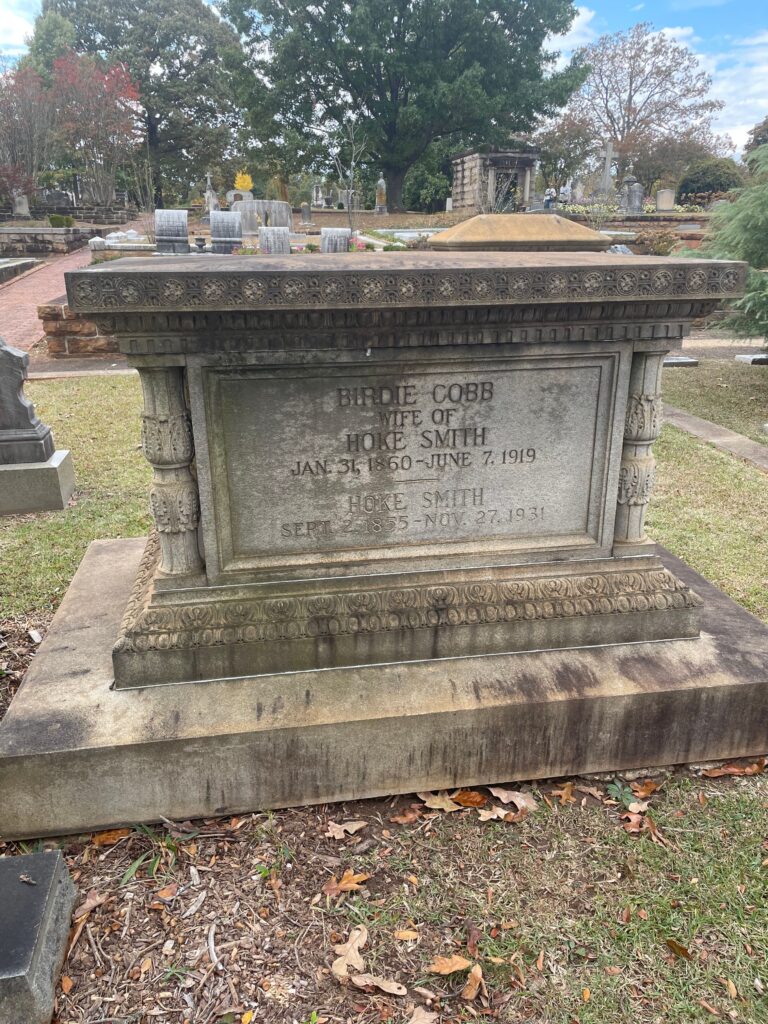 BIRDIE COBB
WIFE OF
HOKE SMITH
JAN. 31, 1860–JUNE 7, 1919
HOKE SMITH
SEPT. 2, 1855–NOV. 27, 1931